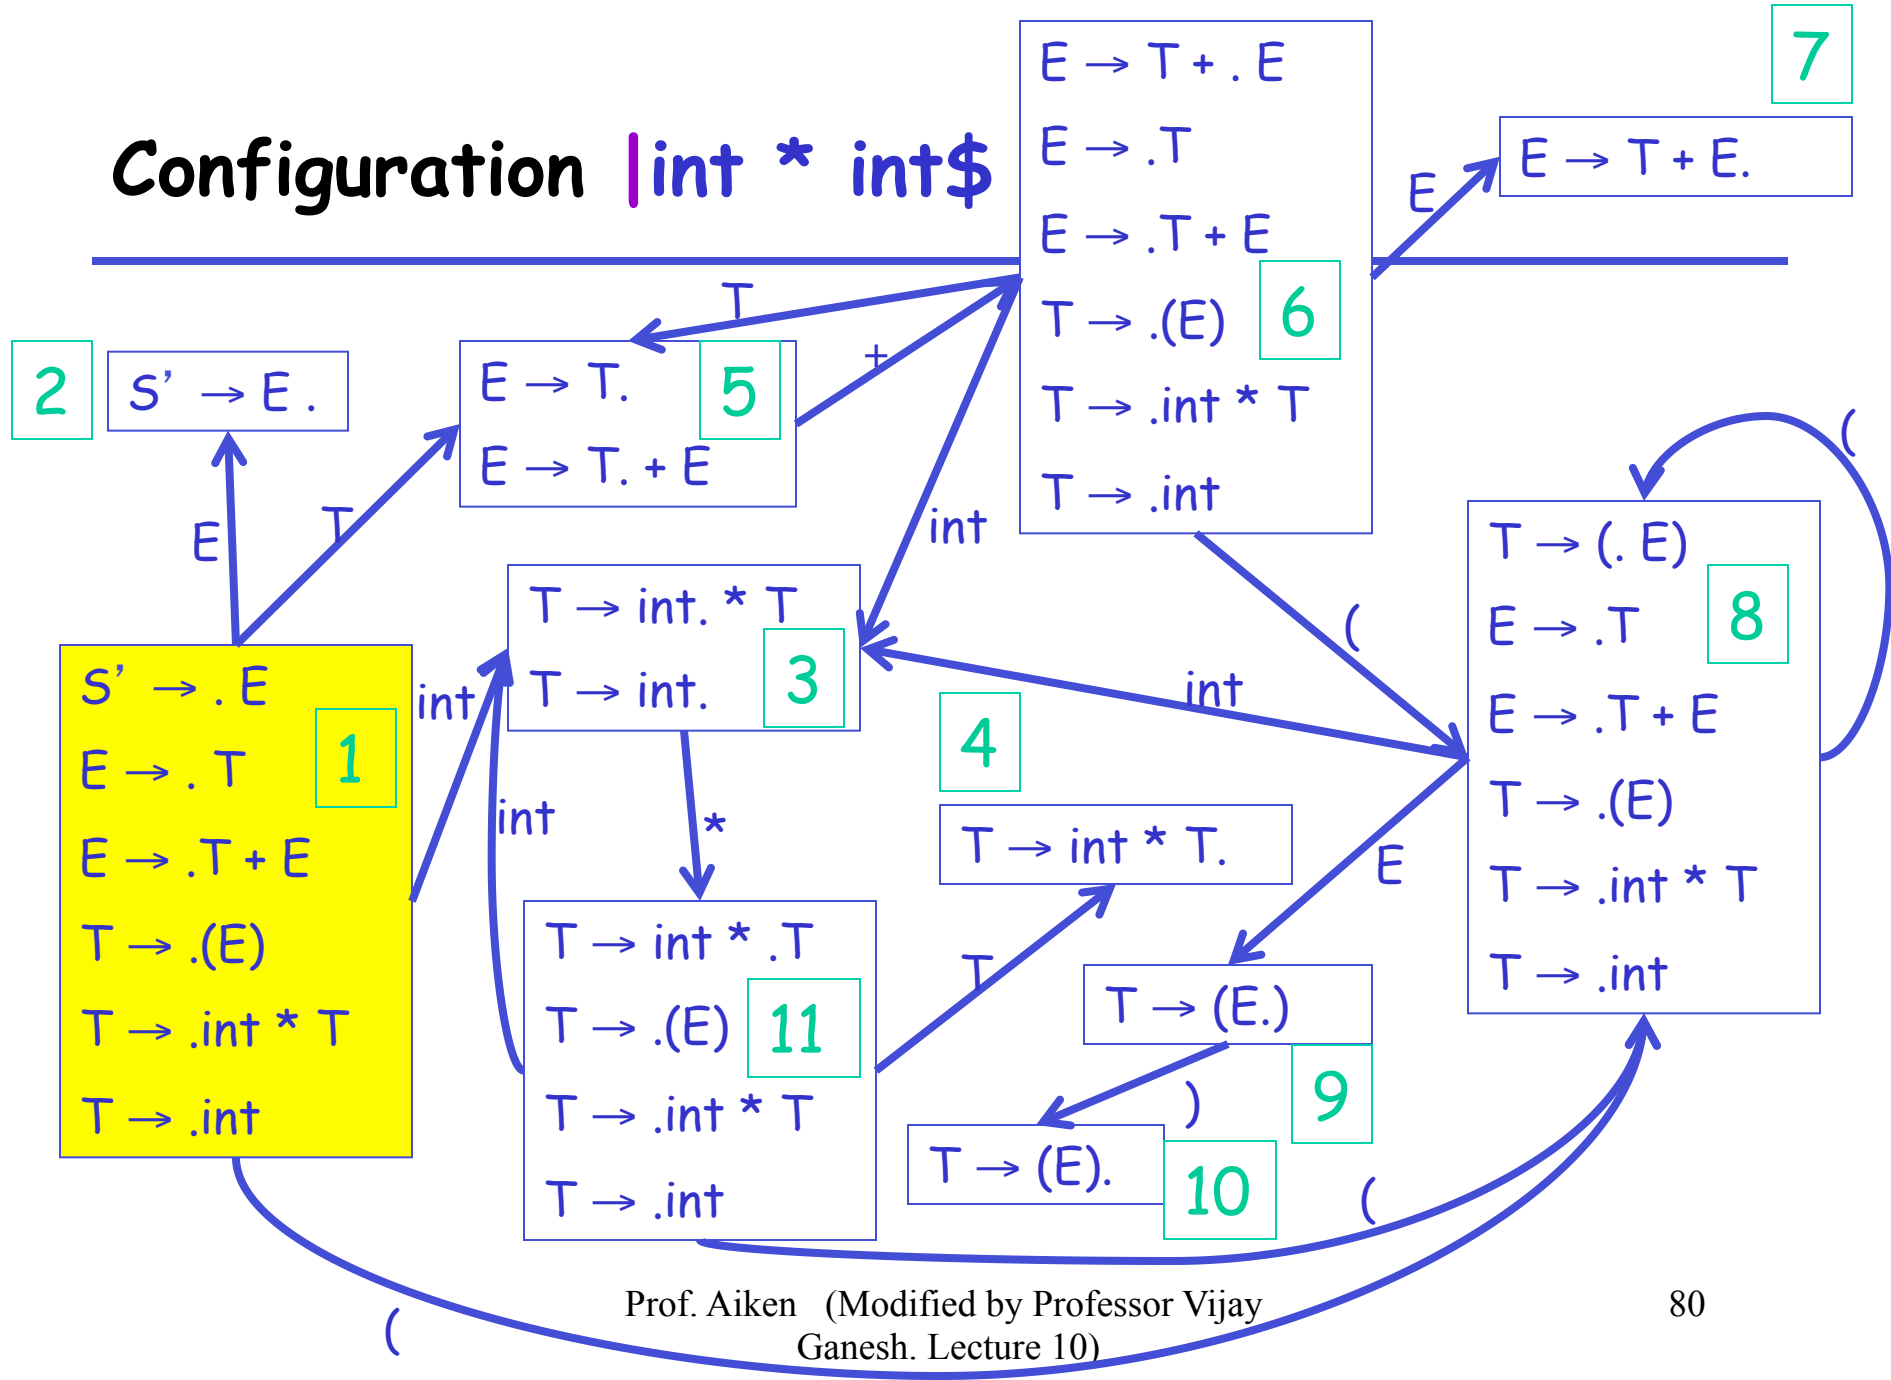 Configuration |int * int$
E → T + . E
E → .T
E → .T + E
T → .(E)
T → .int * T
T → .int
6
7
E → T + E.
E
2
S’ → E .
E → T.
E → T. + E
5
T
+
E
T
int
T → int. * T
T → int.
3
S’ → . E
E → . T
E → .T + E
T → .(E)
T → .int * T
T → .int
1
int
int
*
4
T → int * T.
T
(
int
(
T → (. E)
E → .T
E → .T + E
T → .(E)
T → .int * T
T → .int
8
E
T → int * .T
T → .(E)
T → .int * T
T → .int
11
T → (E.)
9
)
T → (E).
10
(
(
Prof. Aiken (Modified by Professor Vijay
Ganesh. Lecture 10)
80